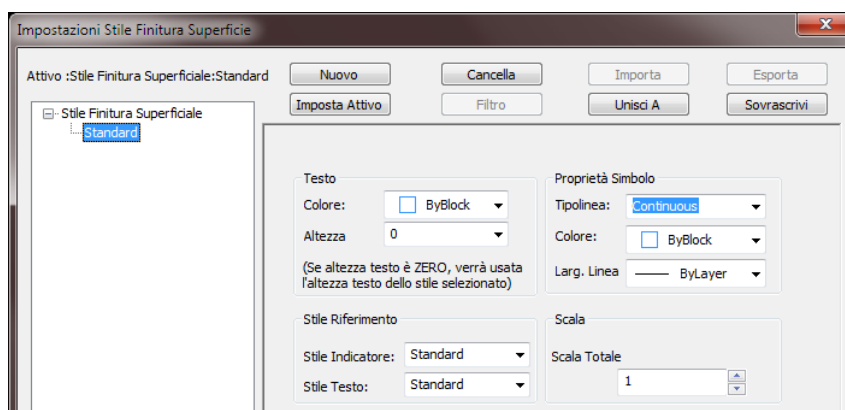 Impostazioni Stile Finitura Superficie
Attivo :Stile Finitura Superficiale:Standard
Nuovo
Cancella
Importa
Esporta
Imposta Attivo
Filtro
Unisci A
Sovrascrivi
Stile Finitura Superficiale
Standard
Testo
Colore: ByBlock
Altezza 0
(Se altezza testo è ZERO, verrà usata
l'altezza testo dello stile selezionato)
Proprietà Simbolo
Tipolinea: Continuous
Colore: ByBlock
Larg. Linea ByLayer
Stile Riferimento
Stile Indicatore: Standard
Stile Testo: Standard
Scala
Scala Totale
1